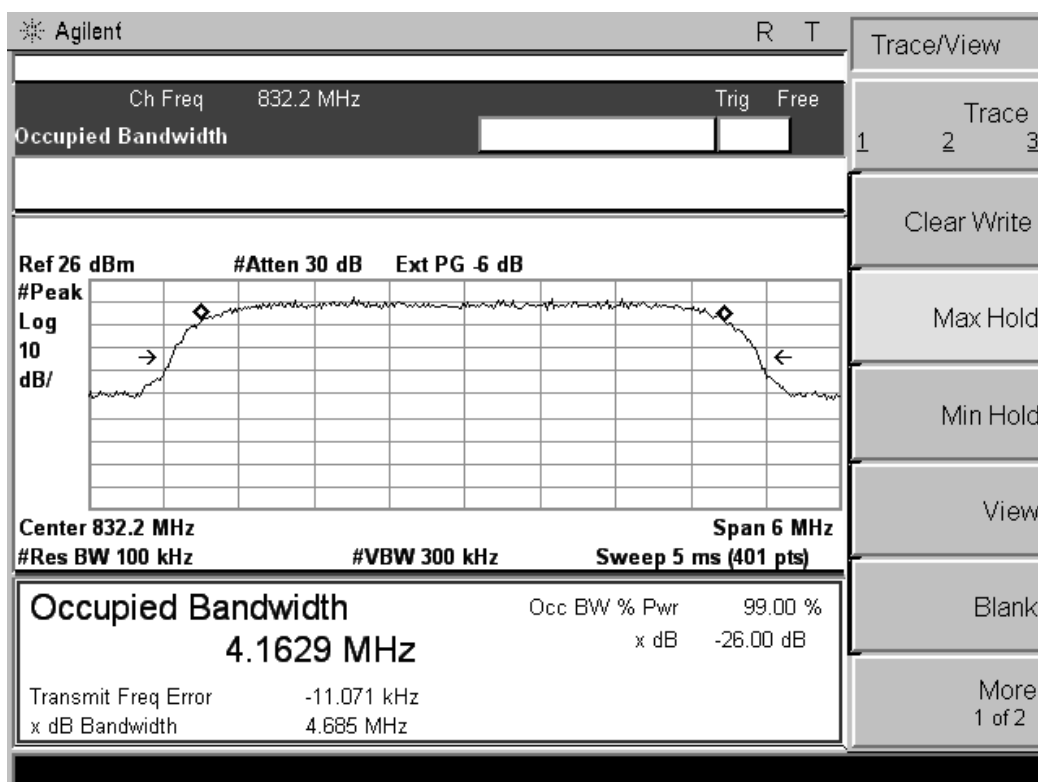 Agilent R T
Trace/View
Ch Freq 832.2 MHz Trig Free
Occupied Bandwidth
Trace
1 2 3
Clear Write
Ref 26 dBm #Atten 30 dB Ext PG -6 dB
#Peak
Log
10
dB/
Max Hold
Min Hold
View
Center 832.2 MHz Span 6 MHz
#Res BW 100 kHz #VBW 300 kHz Sweep 5 ms (401 pts)
Occupied Bandwidth
4.1629 MHz
Occ BW % Pwr 99.00 %
x dB -26.00 dB
Transmit Freq Error -11.071 kHz
x dB Bandwidth 4.685 MHz
Blank
More
1 of 2